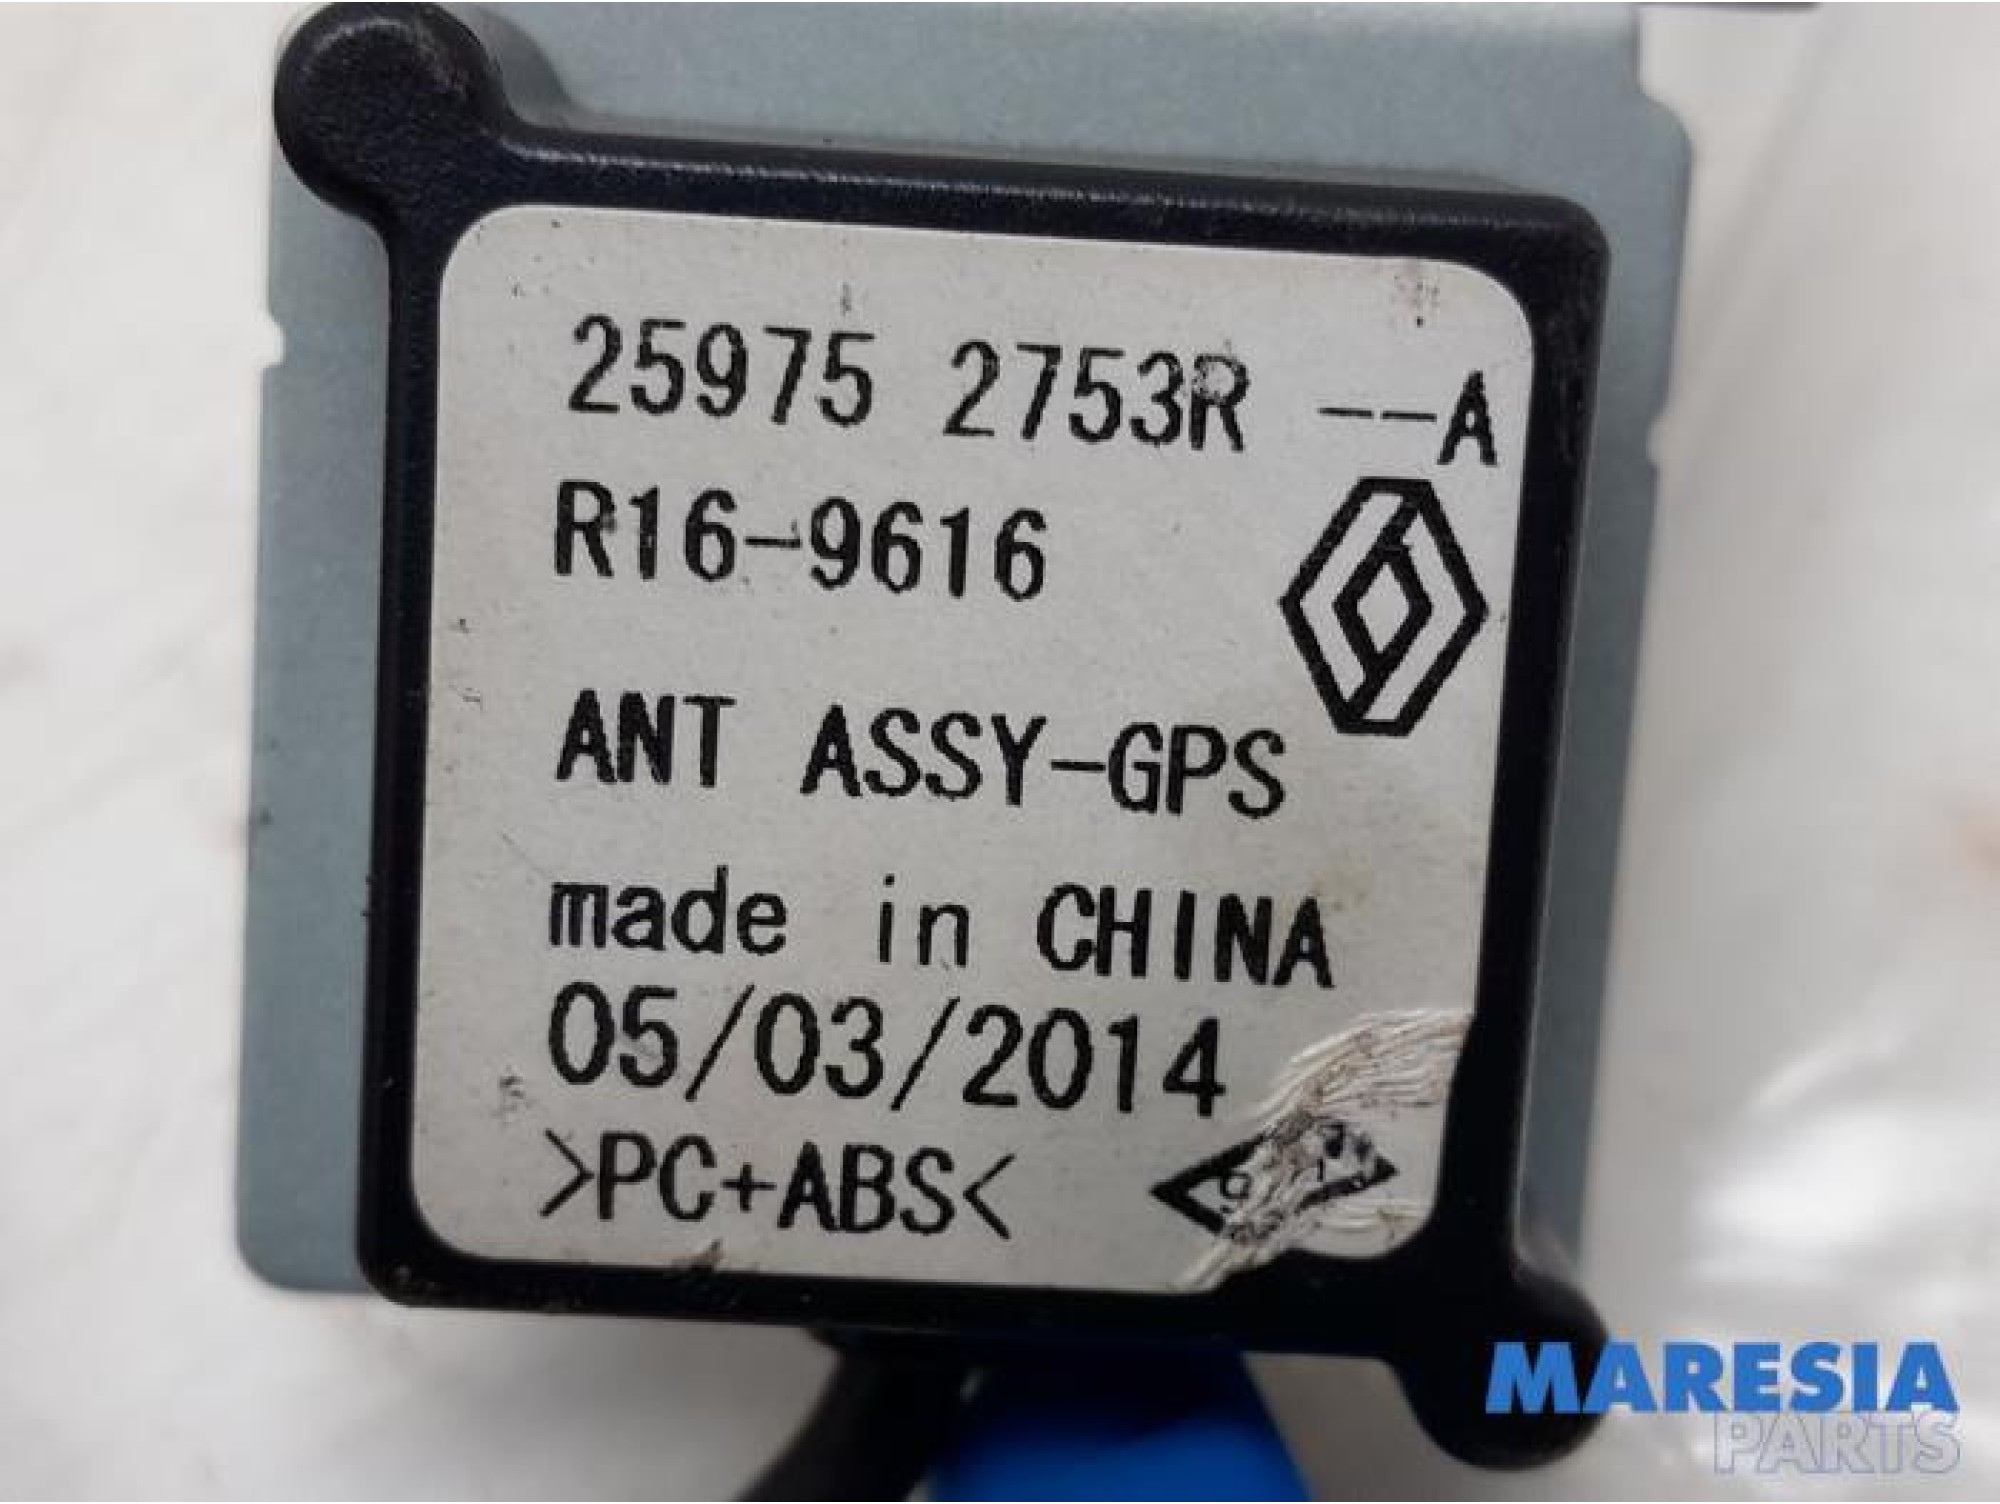 25975 2753R --A
R16-9616
ANT ASSY-GPS
made in CHINA
05/03/2014
>PC+ABS<
MARESIA
PARTS